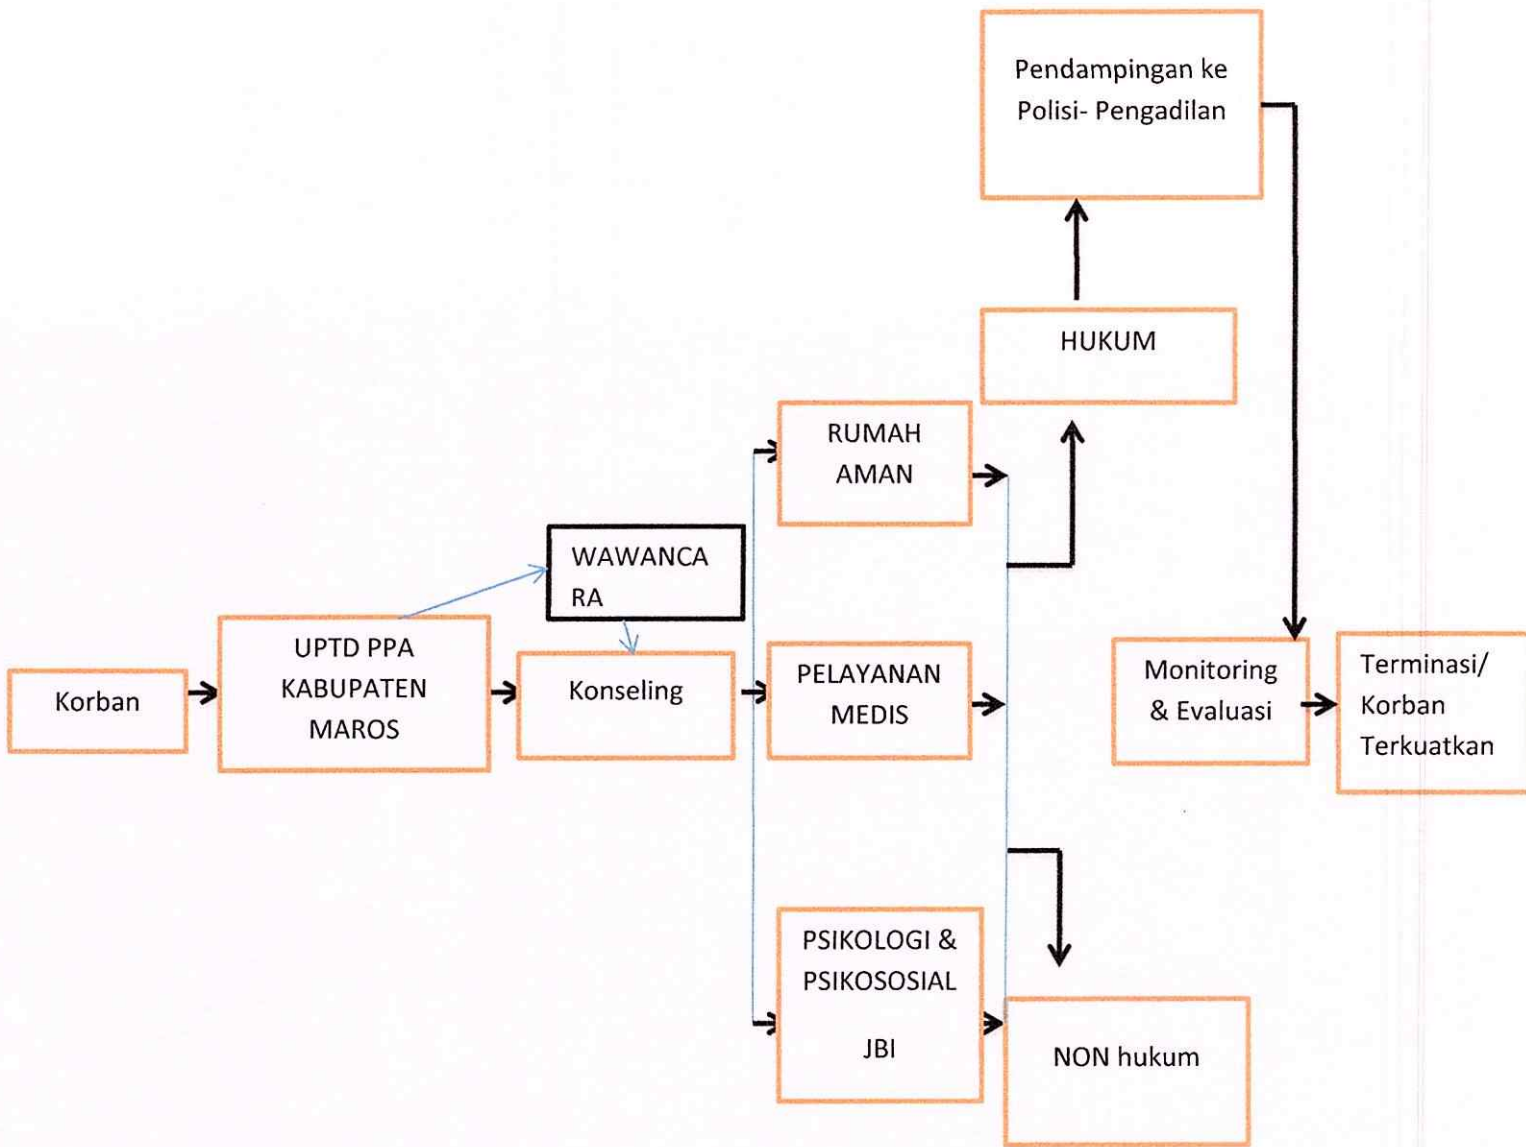 Pendampingan ke
Polisi- Pengadilan
HUKUM
RUMAH
AMAN
WAWANCA
RA
UPTD PPA
KABUPATEN
MAROS
Korban
Konseling
PELAYANAN
MEDIS
Monitoring
& Evaluasi
Terminasi/
Korban
Terkuatkan
PSIKOLOGI &
PSIKOSOSIAL
JBI
NON hukum